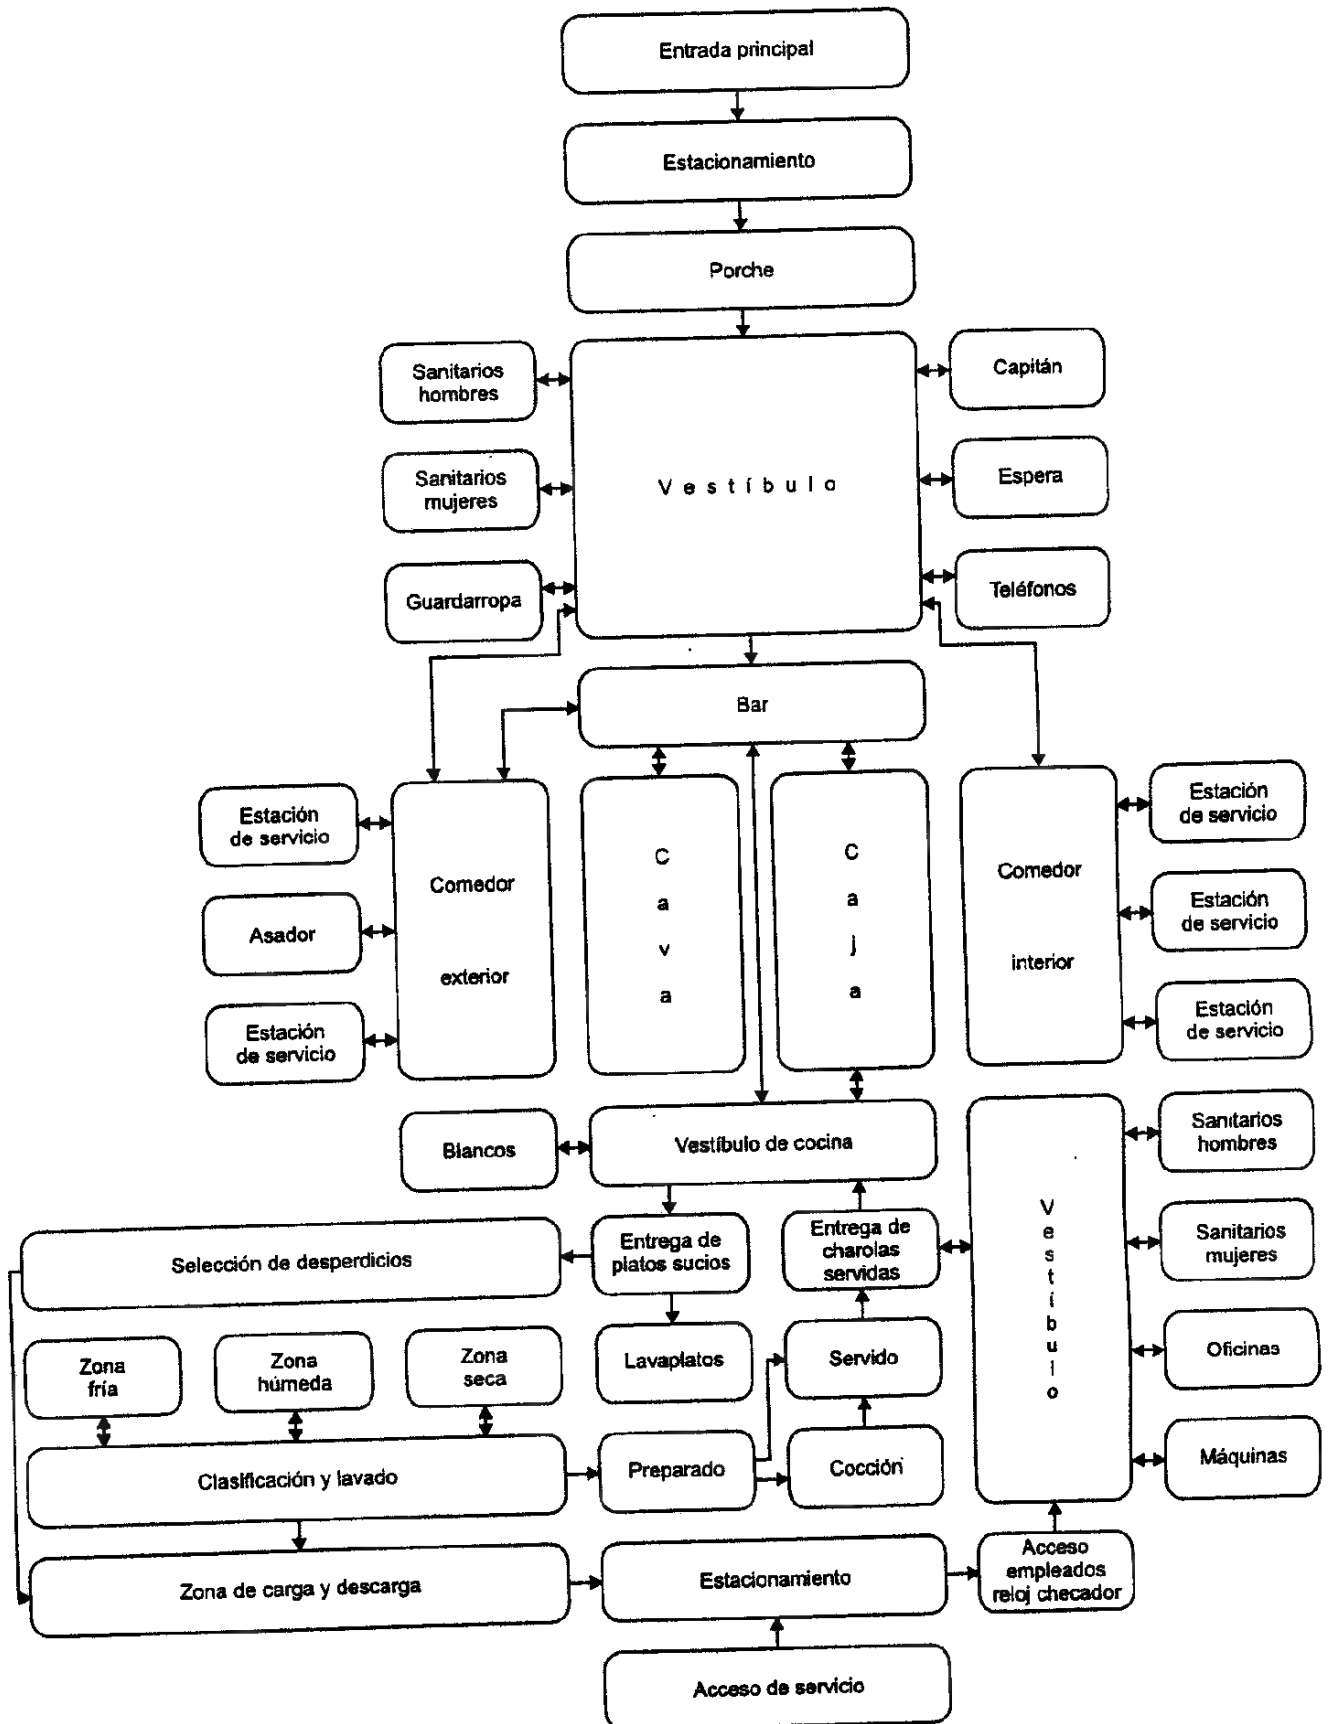 Entrada principal
Estacionamiento
Porche
Sanitarios
hombres
Capitán
Sanitarios
mujeres
Vestíbulo
Espera
Guardarropa
Teléfonos
Bar
Estación
de servicio
Asador
Estación
de servicio
Comedor
exterior
Cava
Caja
Comedor
interior
Estación
de servicio
Estación
de servicio
Estación
de servicio
Blancos
Vestíbulo de cocina
Sanitarios
hombres
Selección de desperdicios
Entrega de
platos sucios
Entrega de
charolas
servidas
Vestíbulo
Sanitarios
mujeres
Zona
fría
Zona
húmeda
Zona
seca
Lavaplatos
Servido
Oficinas
Clasificación y lavado
Preparado
Cocción
Máquinas
Zona de carga y descarga
Estacionamiento
Acceso
empleados
reloj checador
Acceso de servicio